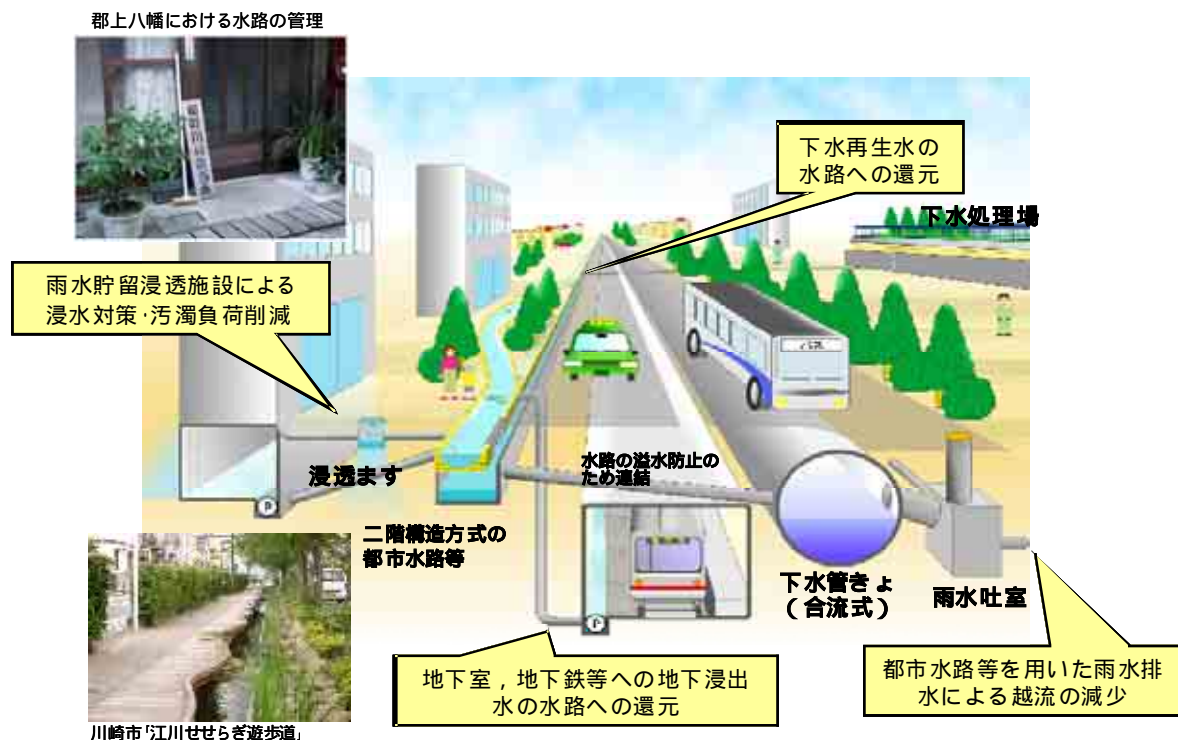 郡上八幡における水路の管理
下水再生水の
水路への還元
下水処理場
雨水貯留浸透施設による
浸水対策・汚濁負荷削減
浸透ます
水路の溢水防止の
ため連結
二階構造方式の
都市水路等
P
P
下水管きょ
(合流式)
雨水吐室
地下室,地下鉄等への地下浸出
水の水路への還元
都市水路等を用いた雨水排
水による越流の減少
川崎市「江川せせらぎ遊歩道」